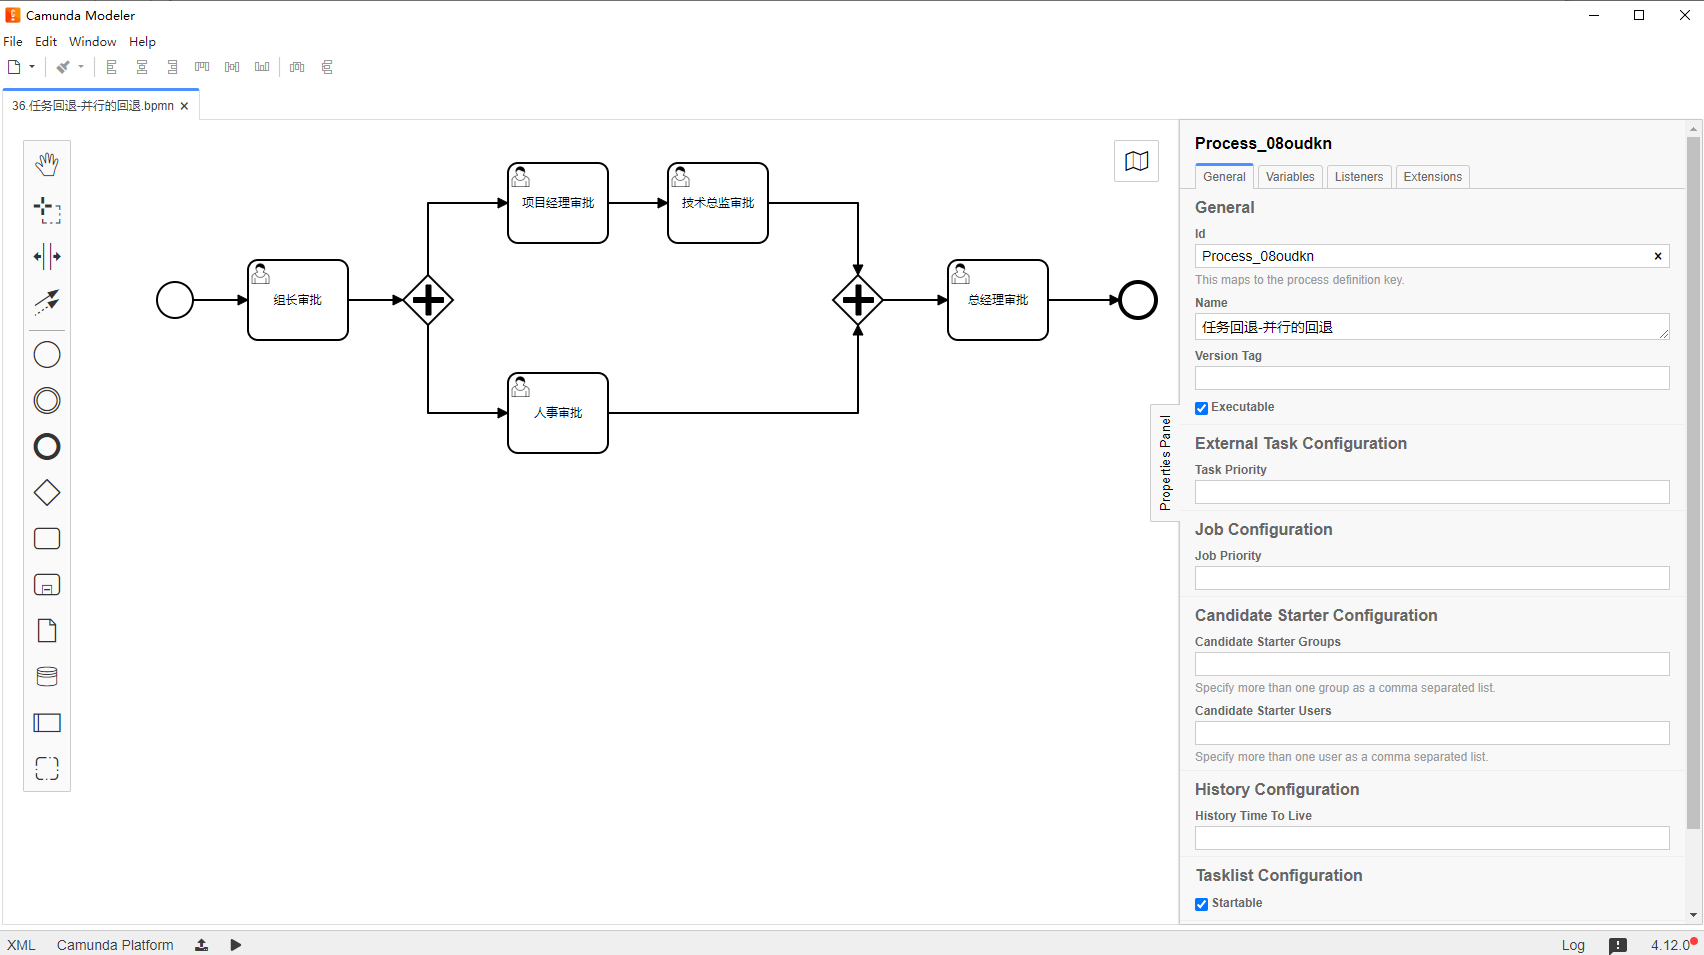 Camunda Modeler
File Edit Window Help
36.任务回退-并行的回退.bpmn ×
项目经理审批
技术总监审批
组长审批
总经理审批
人事审批
Properties Panel
Process_08oudkn
General Variables Listeners Extensions
General
Id
Process_08oudkn ×
This maps to the process definition key.
Name
任务回退-并行的回退
Version Tag
Executable
External Task Configuration
Task Priority
Job Configuration
Job Priority
Candidate Starter Configuration
Candidate Starter Groups
Specify more than one group as a comma separated list.
Candidate Starter Users
Specify more than one user as a comma separated list.
History Configuration
History Time To Live
Tasklist Configuration
Startable
XML Camunda Platform Log 4.12.0